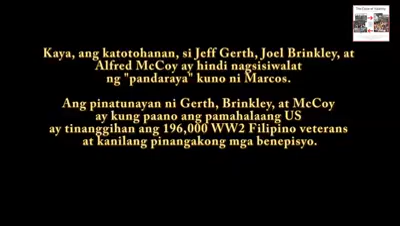 Kaya, ang katotohanan, si Jeff Gerth, Joel Brinkley, at
Alfred McCoy ay hindi nagsisiwalat
ng "pandaraya" kuno ni Marcos.
Ang pinatunayan ni Gerth, Brinkley, at McCoy
ay kung paano ang pamahalaang US
ay tinanggihan ang 196,000 WW2 Filipino veterans
at kanilang pinangakong mga benepisyo.